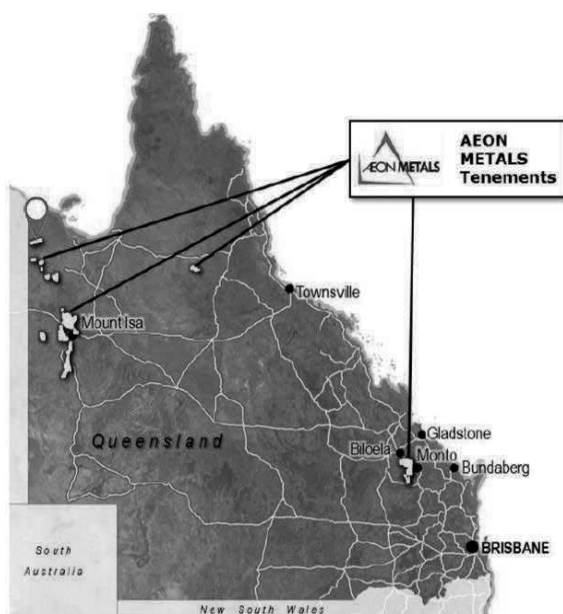 AEON METALS
AEON
METALS
Tenements
Townsville
Mount Isa
Queensland
Gladstone
Biloela
Monto
Bundaberg
BRISBANE
South
Australia
New South Wales